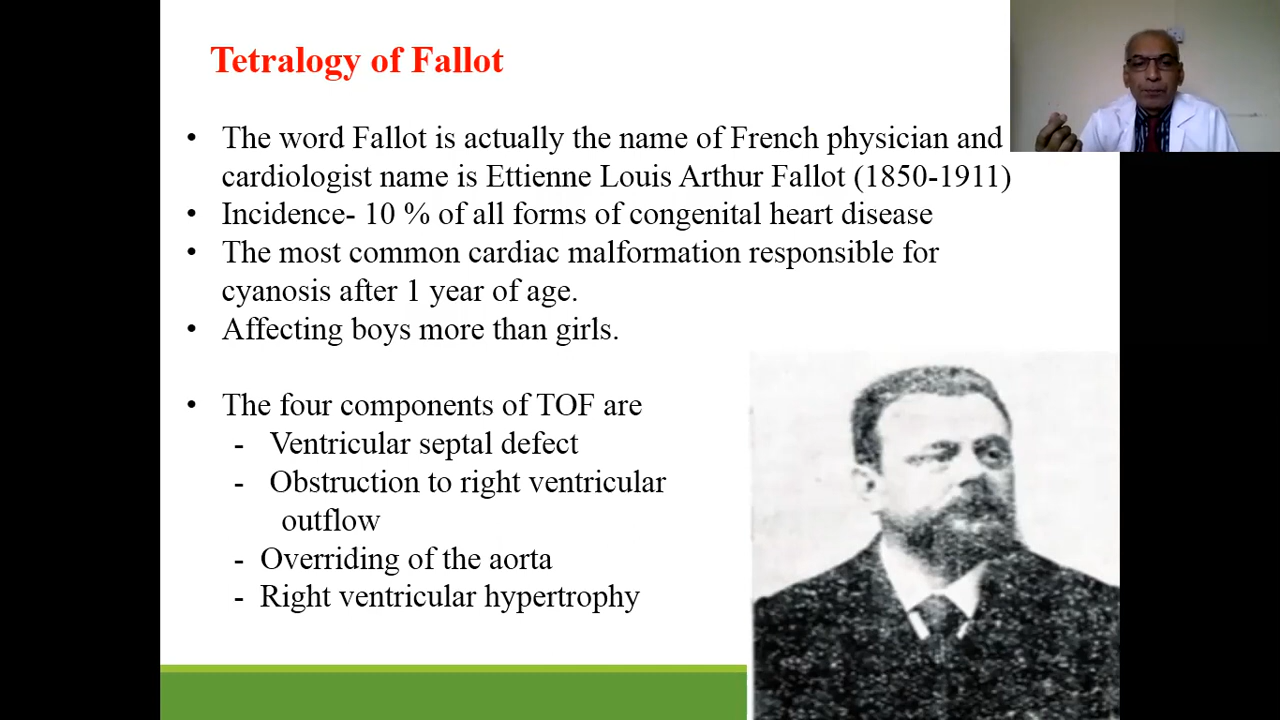 Tetralogy of Fallot
• The word Fallot is actually the name of French physician and
cardiologist name is Ettienne Louis Arthur Fallot (1850-1911)
• Incidence- 10 % of all forms of congenital heart disease
• The most common cardiac malformation responsible for
cyanosis after 1 year of age.
• Affecting boys more than girls.
• The four components of TOF are
- Ventricular septal defect
- Obstruction to right ventricular
outflow
- Overriding of the aorta
- Right ventricular hypertrophy